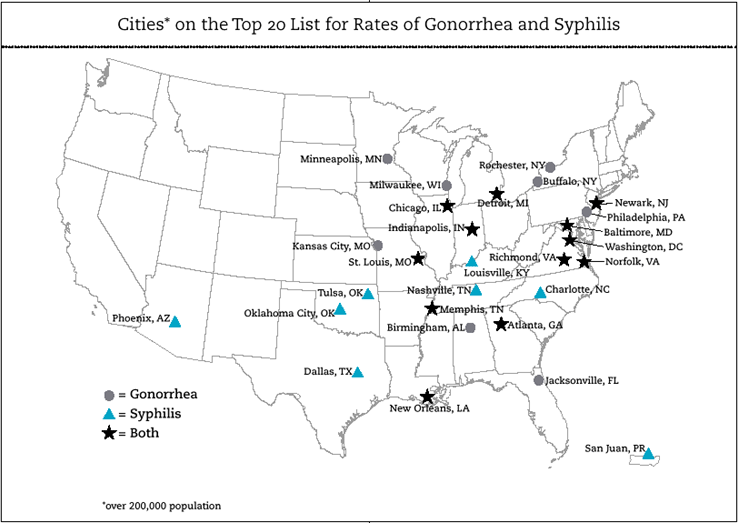 Cities* on the Top 20 List for Rates of Gonorrhea and Syphilis
Minneapolis, MN
Rochester, NY
Milwaukee, WI
Buffalo, NY
Chicago, IL
Detroit, MI
Newark, NJ
Philadelphia, PA
Indianapolis, IN
Baltimore, MD
Kansas City, MO
Washington, DC
St. Louis, MO
Richmond, VA
Norfolk, VA
Louisville, KY
Tulsa, OK
Nashville, TN
Charlotte, NC
Oklahoma City, OK
Memphis, TN
Phoenix, AZ
Birmingham, AL
Atlanta, GA
Dallas, TX
Jacksonville, FL
= Gonorrhea
= Syphilis
= Both
New Orleans, LA
San Juan, PR
*over 200,000 population